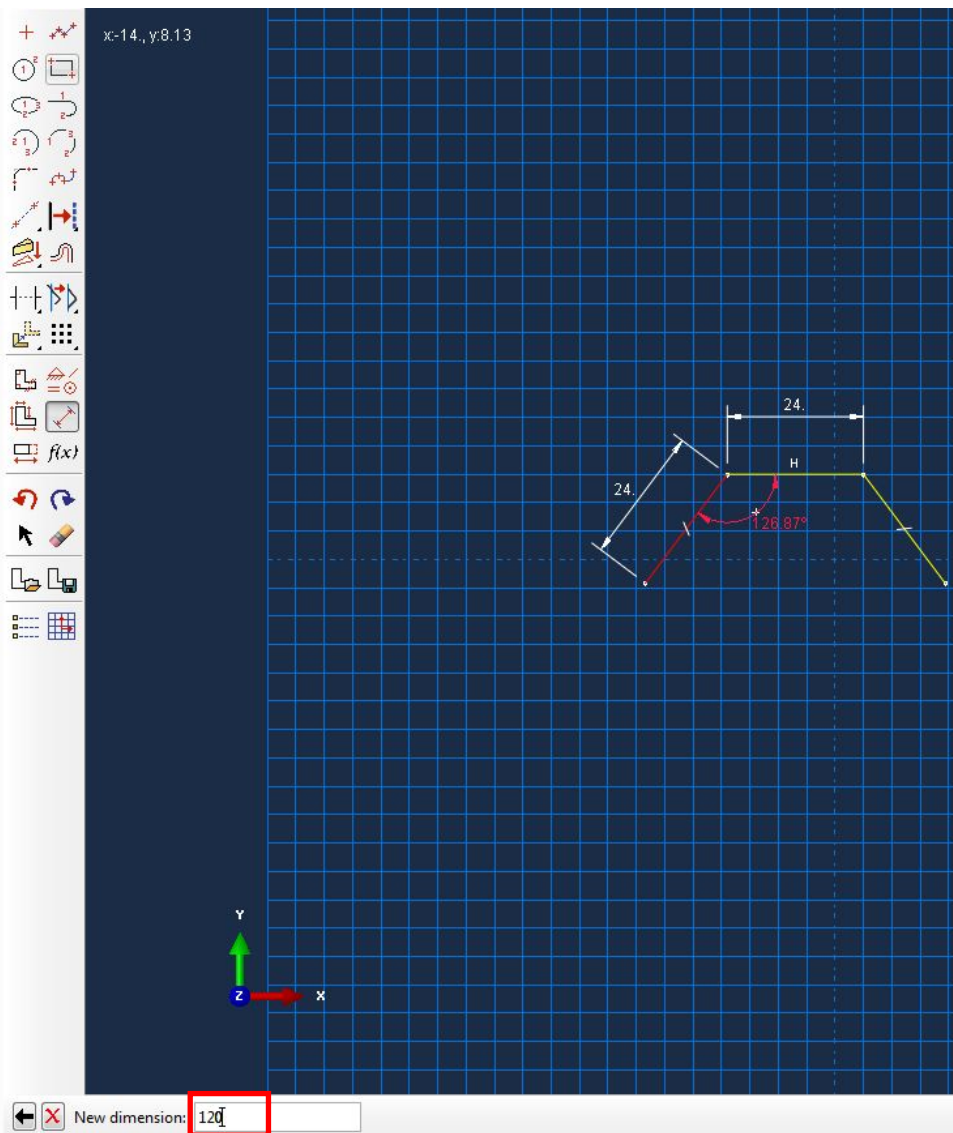 x:-14., y:8.13
f(x)
24.
H
24.
126.87°
Y
Z
X
New dimension: 120